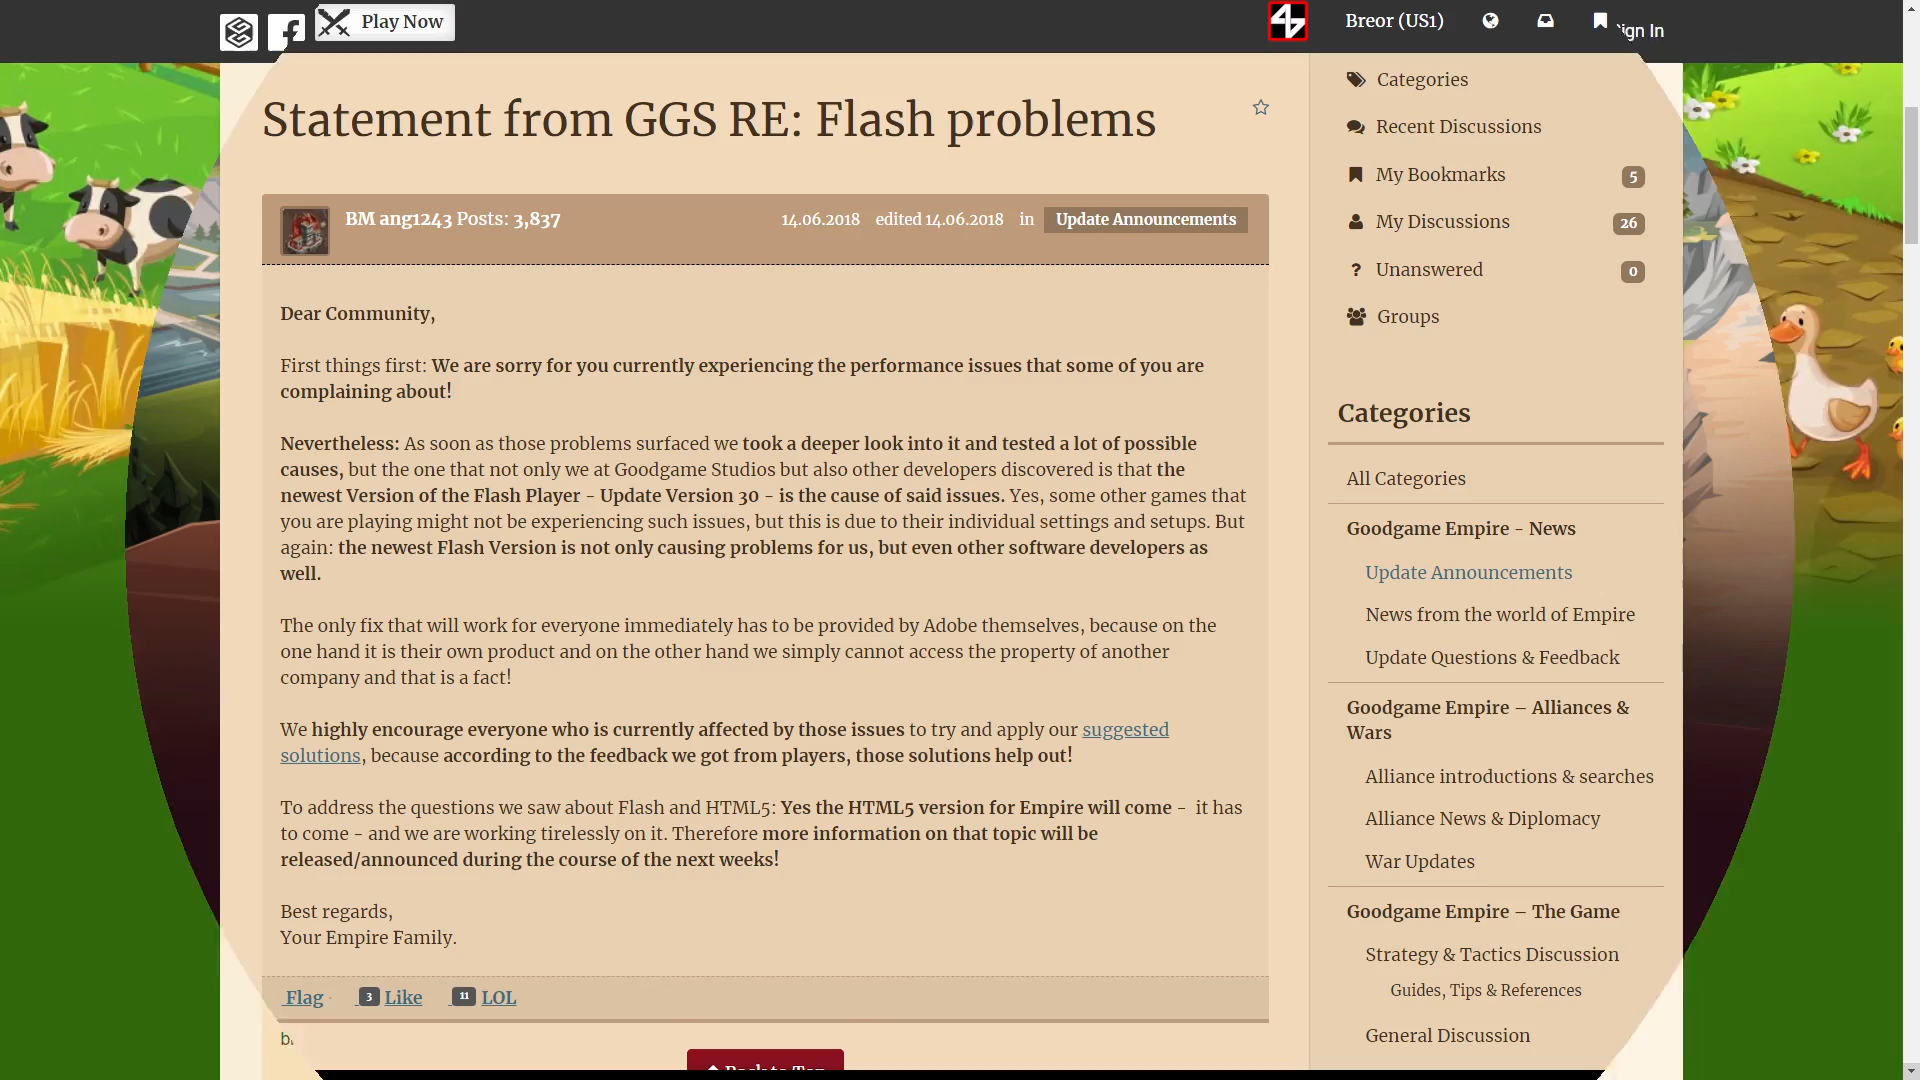 Play Now
Breor (US1)
ign In
Statement from GGS RE: Flash problems
BM ang1243 Posts: 3,837
14.06.2018 edited 14.06.2018 in Update Announcements
Dear Community,
First things first: We are sorry for you currently experiencing the performance issues that some of you are
complaining about!
Nevertheless: As soon as those problems surfaced we took a deeper look into it and tested a lot of possible
causes, but the one that not only we at Goodgame Studios but also other developers discovered is that the
newest Version of the Flash Player - Update Version 30 - is the cause of said issues. Yes, some other games that
you are playing might not be experiencing such issues, but this is due to their individual settings and setups. But
again: the newest Flash Version is not only causing problems for us, but even other software developers as
well.
The only fix that will work for everyone immediately has to be provided by Adobe themselves, because on the
one hand it is their own product and on the other hand we simply cannot access the property of another
company and that is a fact!
We highly encourage everyone who is currently affected by those issues to try and apply our suggested
solutions, because according to the feedback we got from players, those solutions help out!
To address the questions we saw about Flash and HTML5: Yes the HTML5 version for Empire will come - it has
to come - and we are working tirelessly on it. Therefore more information on that topic will be
released/announced during the course of the next weeks!
Best regards,
Your Empire Family.
Flag 3 Like 11 LOL
Back to Top
Categories
Recent Discussions
My Bookmarks 5
My Discussions 26
Unanswered 0
Groups
Categories
All Categories
Goodgame Empire - News
Update Announcements
News from the world of Empire
Update Questions & Feedback
Goodgame Empire – Alliances &
Wars
Alliance introductions & searches
Alliance News & Diplomacy
War Updates
Goodgame Empire – The Game
Strategy & Tactics Discussion
Guides, Tips & References
General Discussion